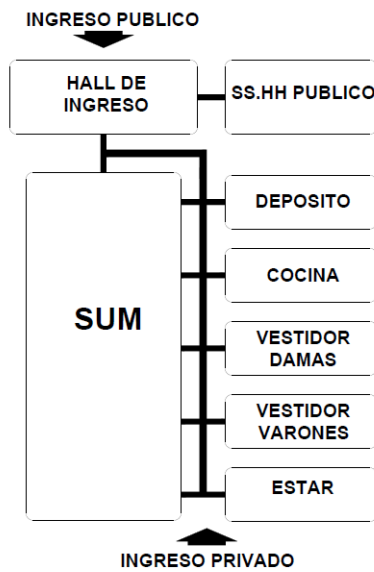 INGRESO PUBLICO
HALL DE
INGRESO
SS.HH PUBLICO
DEPOSITO
COCINA
SUM
VESTIDOR
DAMAS
VESTIDOR
VARONES
ESTAR
INGRESO PRIVADO